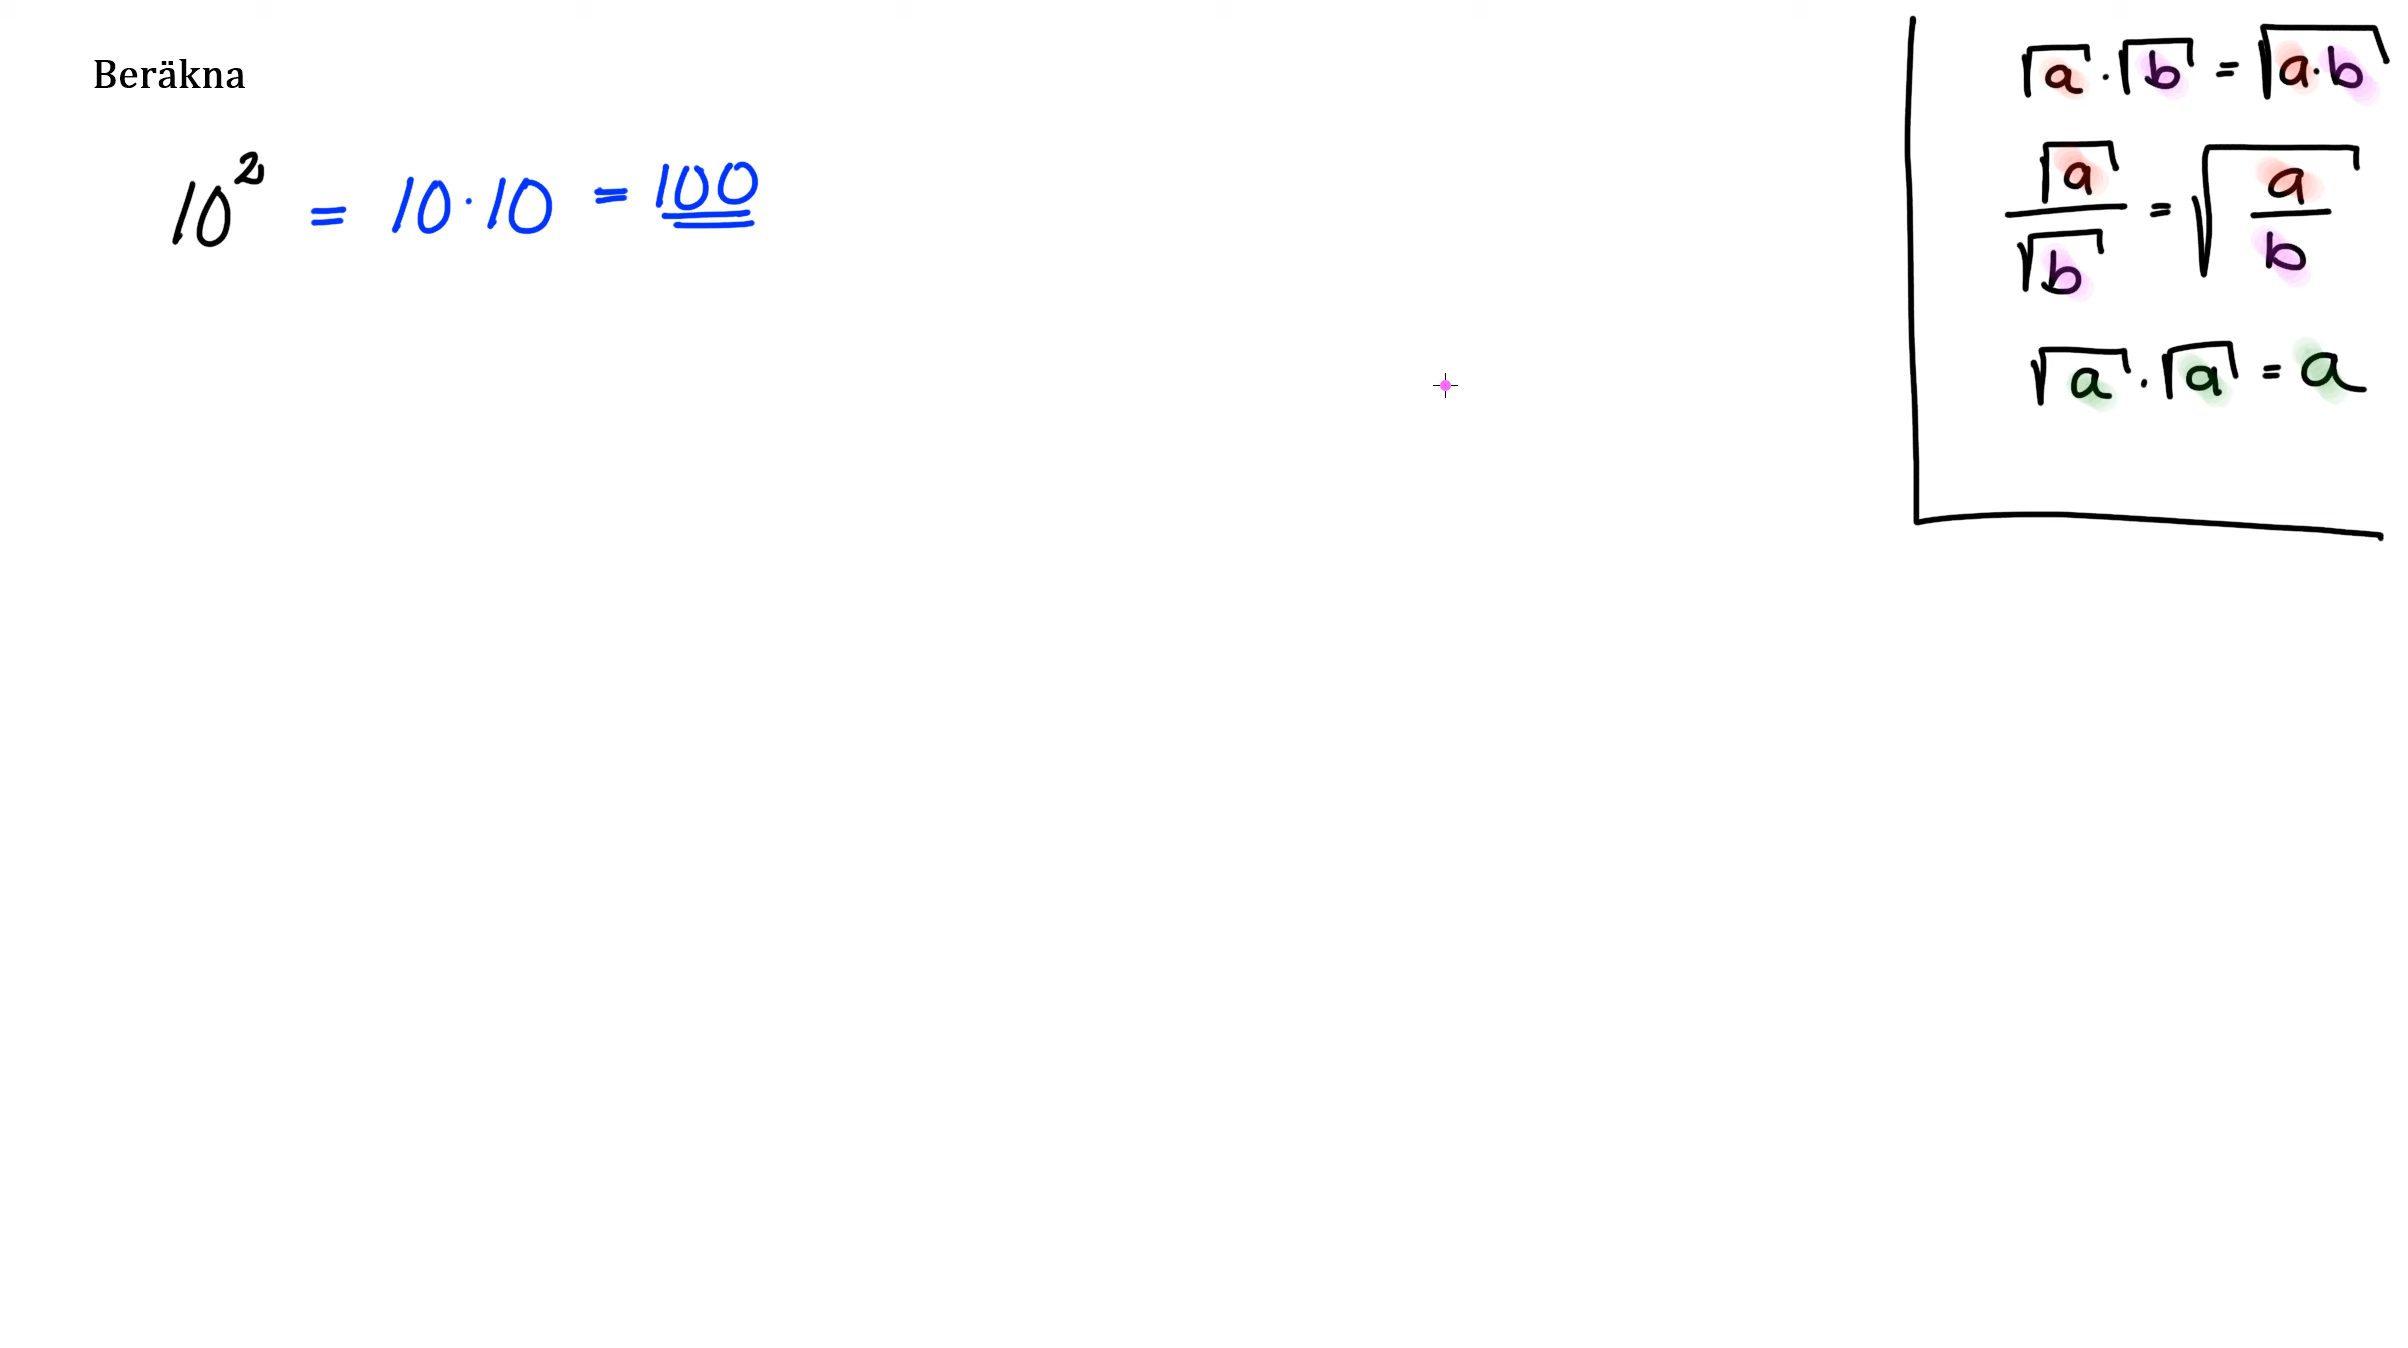 Beräkna
10² = 10·10 = 100
√a · √b = √a·b
√a/√b = √a/b
√a · √a = a